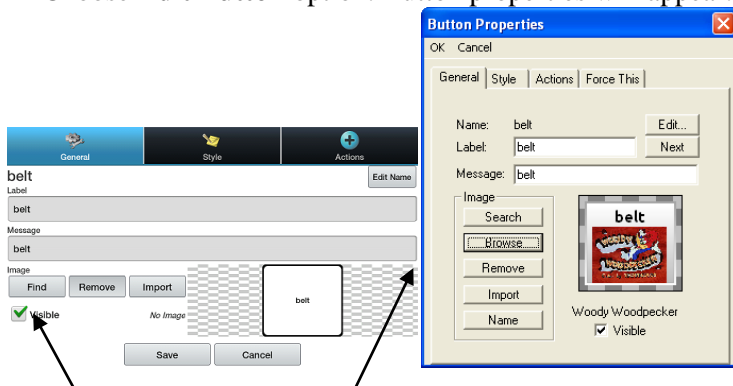 Button Properties
OK Cancel
General Style Actions Force This
Name: belt Edit...
Label: belt Next
Message: belt
Image
Search
Browse...
Remove
Import
Name
belt
Woody Woodpecker
Visible
General Style Actions
belt Edit Name
Label
belt
Message
belt
Image
Find Remove Import
Visible No Image
belt
Save Cancel